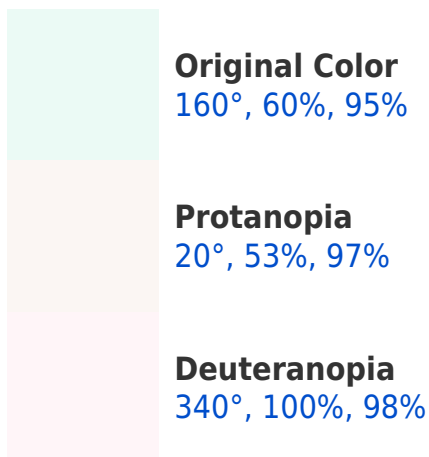 Original Color
160°, 60%, 95%
Protanopia
20°, 53%, 97%
Deuteranopia
340°, 100%, 98%